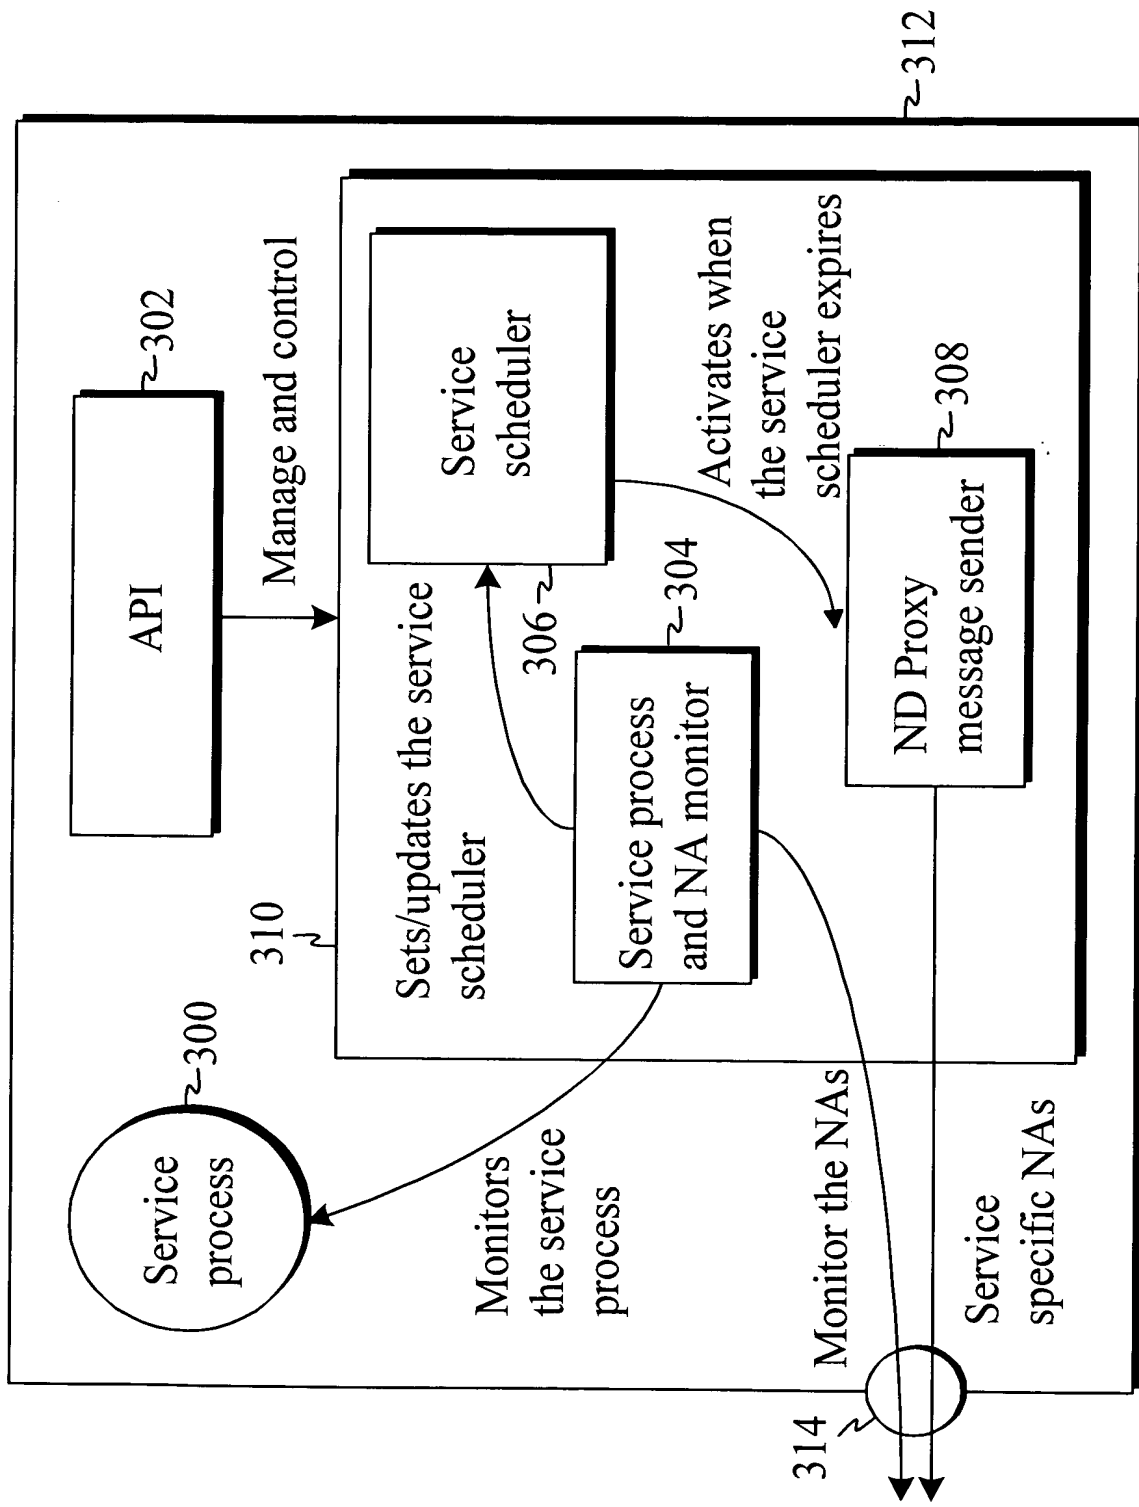 Service
process
300
API
302
Manage and control
310
312
Sets/updates the service
scheduler
Service
scheduler
306
Monitors
the service
process
Service process
and NA monitor
304
Activates when
the service
scheduler expires
Monitor the NAs
ND Proxy
message sender
308
Service
specific NAs
314